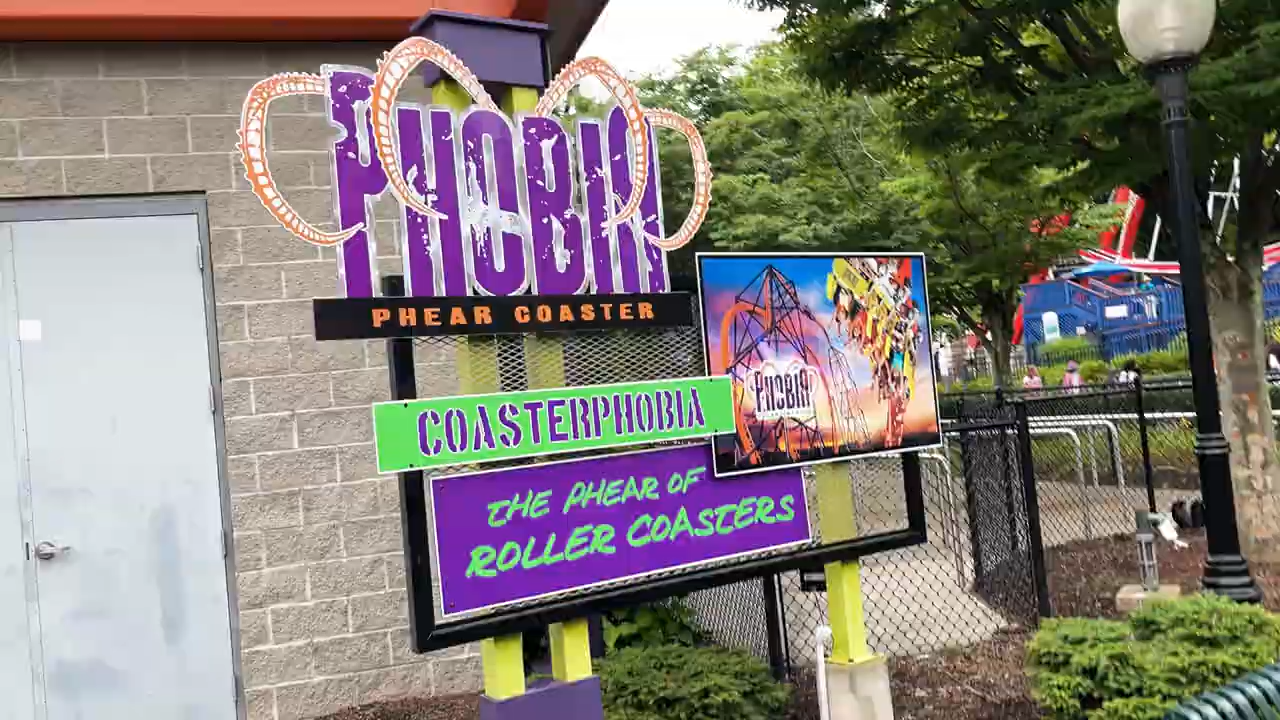 PHOBIA
PHEAR COASTER
COASTERPHOBIA
PHOBIA
THE PHEAR OF
ROLLER COASTERS